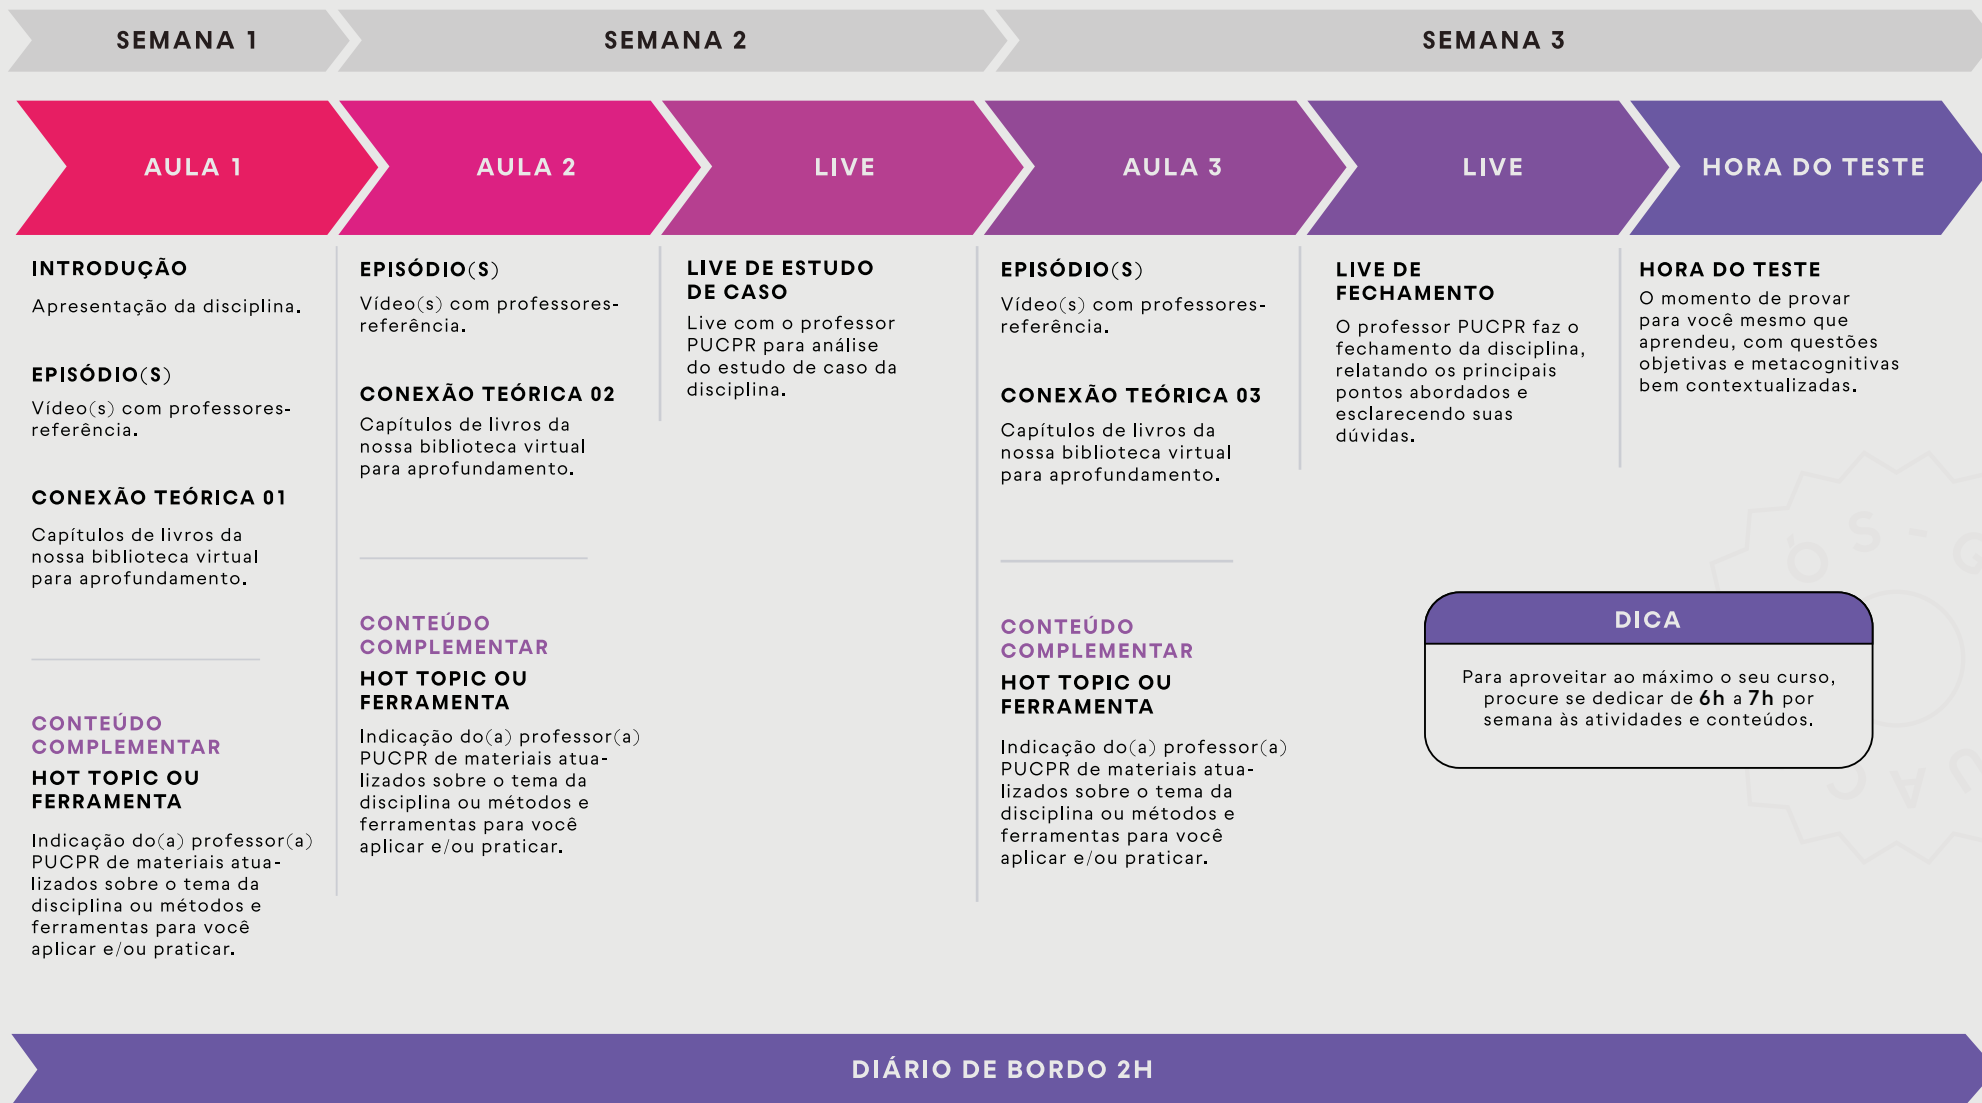 SEMANA 1
SEMANA 2
SEMANA 3
AULA 1
AULA 2
LIVE
AULA 3
LIVE
HORA DO TESTE
INTRODUÇÃO
Apresentação da disciplina.
EPISÓDIO(S)
Vídeo(s) com professores-
referência.
CONEXÃO TEÓRICA 01
Capítulos de livros da
nossa biblioteca virtual
para aprofundamento.
CONTEÚDO
COMPLEMENTAR
HOT TOPIC OU
FERRAMENTA
Indicação do(a) professor(a)
PUCPR de materiais atua-
lizados sobre o tema da
disciplina ou métodos e
ferramentas para você
aplicar e/ou praticar.
EPISÓDIO(S)
Vídeo(s) com professores-
referência.
CONEXÃO TEÓRICA 02
Capítulos de livros da
nossa biblioteca virtual
para aprofundamento.
CONTEÚDO
COMPLEMENTAR
HOT TOPIC OU
FERRAMENTA
Indicação do(a) professor(a)
PUCPR de materiais atua-
lizados sobre o tema da
disciplina ou métodos e
ferramentas para você
aplicar e/ou praticar.
LIVE DE ESTUDO
DE CASO
Live com o professor
PUCPR para análise
do estudo de caso da
disciplina.
EPISÓDIO(S)
Vídeo(s) com professores-
referência.
CONEXÃO TEÓRICA 03
Capítulos de livros da
nossa biblioteca virtual
para aprofundamento.
CONTEÚDO
COMPLEMENTAR
HOT TOPIC OU
FERRAMENTA
Indicação do(a) professor(a)
PUCPR de materiais atua-
lizados sobre o tema da
disciplina ou métodos e
ferramentas para você
aplicar e/ou praticar.
LIVE DE
FECHAMENTO
O professor PUCPR faz o
fechamento da disciplina,
relatando os principais
pontos abordados e
esclarecendo suas
dúvidas.
HORA DO TESTE
O momento de provar
para você mesmo que
aprendeu, com questões
objetivas e metacognitivas
bem contextualizadas.
DICA
Para aproveitar ao máximo o seu curso,
procure se dedicar de 6h a 7h por
semana às atividades e conteúdos.
DIÁRIO DE BORDO 2H